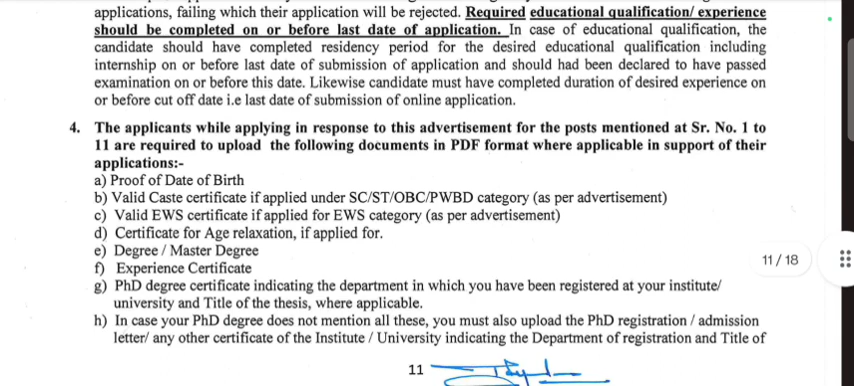 applications, failing which their application will be rejected. Required educational qualification/ experience
should be completed on or before last date of application. In case of educational qualification, the
candidate should have completed residency period for the desired educational qualification including
internship on or before last date of submission of application and should had been declared to have passed
examination on or before this date. Likewise candidate must have completed duration of desired experience on
or before cut off date i.e last date of submission of online application.
4. The applicants while applying in response to this advertisement for the posts mentioned at Sr. No. 1 to
11 are required to upload the following documents in PDF format where applicable in support of their
applications:-
a) Proof of Date of Birth
b) Valid Caste certificate if applied under SC/ST/OBC/PWBD category (as per advertisement)
c) Valid EWS certificate if applied for EWS category (as per advertisement)
d) Certificate for Age relaxation, if applied for.
e) Degree / Master Degree
f) Experience Certificate
11 / 18
g) PhD degree certificate indicating the department in which you have been registered at your institute/
university and Title of the thesis, where applicable.
h) In case your PhD degree does not mention all these, you must also upload the PhD registration / admission
letter/ any other certificate of the Institute / University indicating the Department of registration and Title of
11